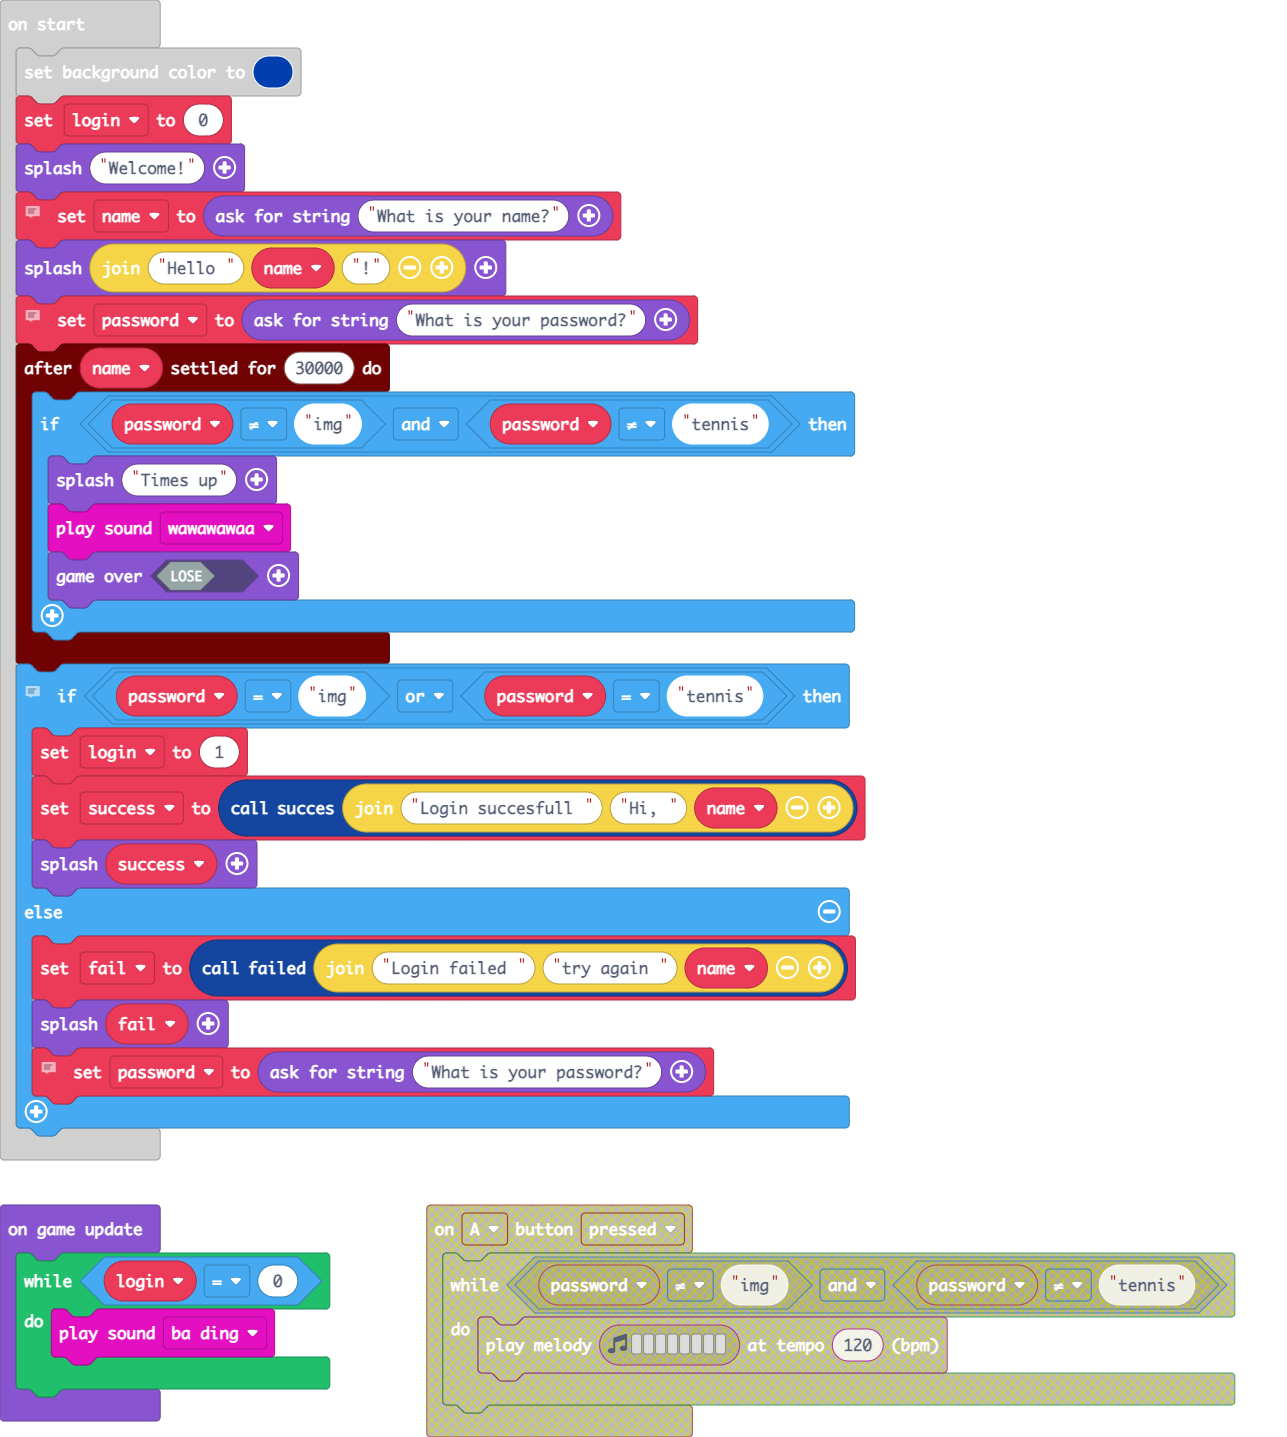 on start
set background color to
set login to 0
splash "Welcome!"
set name to ask for string "What is your name?"
splash join "Hello " name "!"
set password to ask for string "What is your password?"
after name settled for 30000 do
if password ≠ "img" and password ≠ "tennis" then
splash "Times up"
play sound wawawawaa
game over LOSE
if password = "img" or password = "tennis" then
set login to 1
set success to call succes join "Login succesfull " "Hi, " name
splash success
else
set fail to call failed join "Login failed " "try again " name
splash fail
set password to ask for string "What is your password?"
on game update
while login = 0
do play sound ba ding
on A button pressed
while password ≠ "img" and password ≠ "tennis"
do play melody at tempo 120 (bpm)